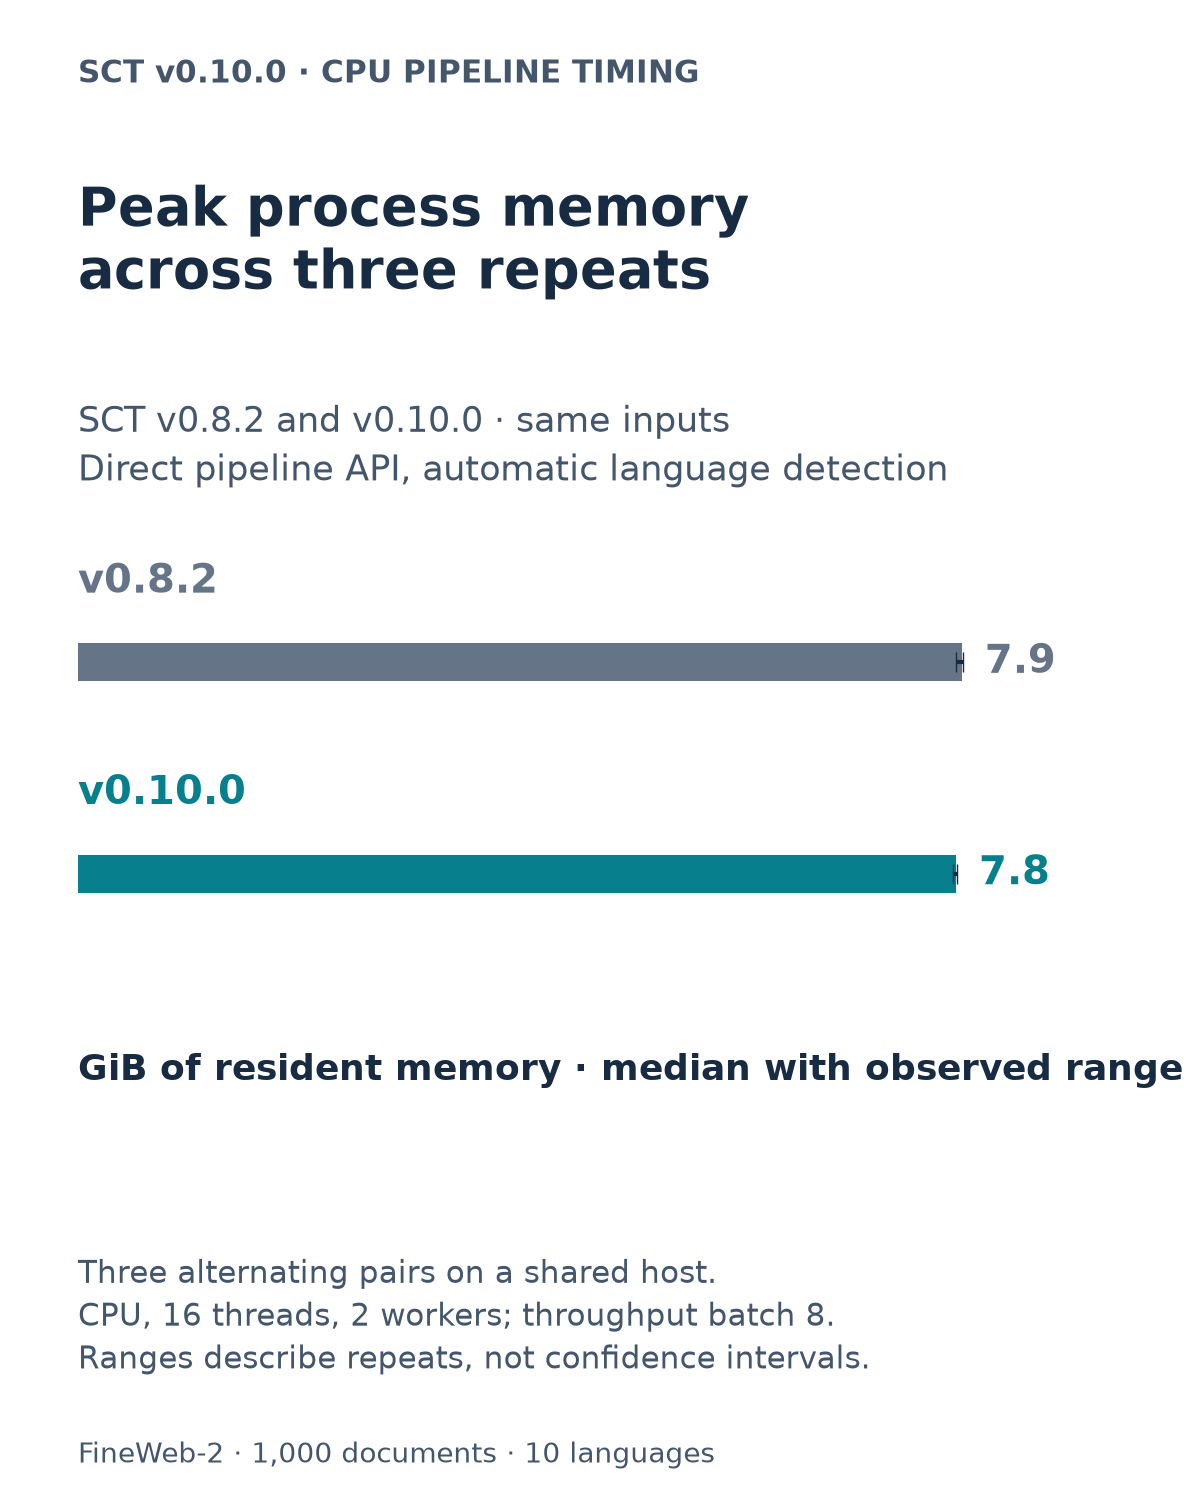 SCT v0.10.0 · CPU PIPELINE TIMING
Peak process memory
across three repeats
SCT v0.8.2 and v0.10.0 · same inputs
Direct pipeline API, automatic language detection
v0.8.2
7.9
v0.10.0
7.8
GiB of resident memory · median with observed range
Three alternating pairs on a shared host.
CPU, 16 threads, 2 workers; throughput batch 8.
Ranges describe repeats, not confidence intervals.
FineWeb-2 · 1,000 documents · 10 languages